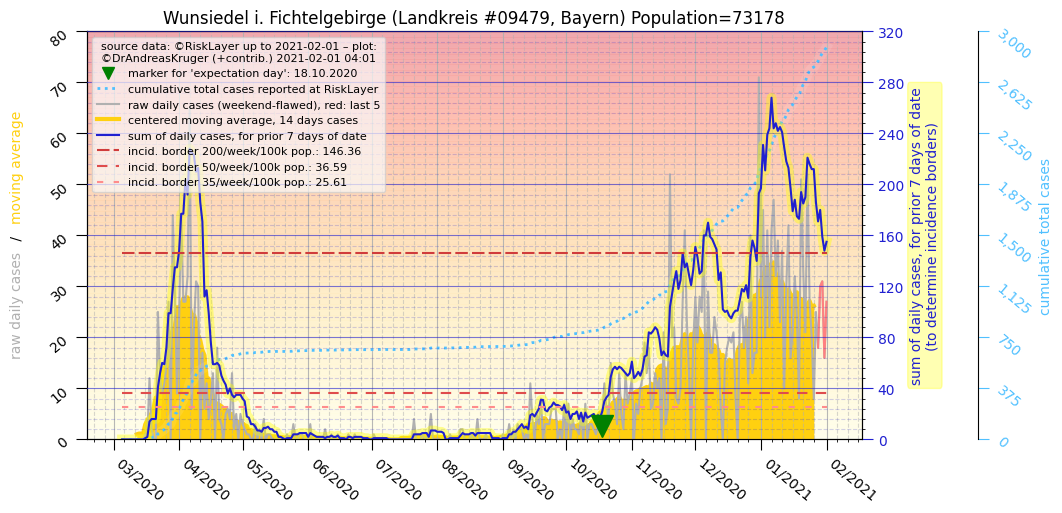 Wunsiedel i. Fichtelgebirge (Landkreis #09479, Bayern) Population=73178
source data: ©RiskLayer up to 2021-02-01 – plot:
©DrAndreasKruger (+contrib.) 2021-02-01 04:01
marker for 'expectation day': 18.10.2020
cumulative total cases reported at RiskLayer
raw daily cases (weekend-flawed), red: last 5
centered moving average, 14 days cases
sum of daily cases, for prior 7 days of date
incid. border 200/week/100k pop.: 146.36
incid. border 50/week/100k pop.: 36.59
incid. border 35/week/100k pop.: 25.61
raw daily cases / moving average
80
70
60
50
40
30
20
10
0
03/2020
04/2020
05/2020
06/2020
07/2020
08/2020
09/2020
10/2020
11/2020
12/2020
01/2021
02/2021
320
280
240
200
160
120
80
40
0
sum of daily cases, for prior 7 days of date
(to determine incidence borders)
3,000
2,625
2,250
1,875
1,500
1,125
750
375
0
cumulative total cases